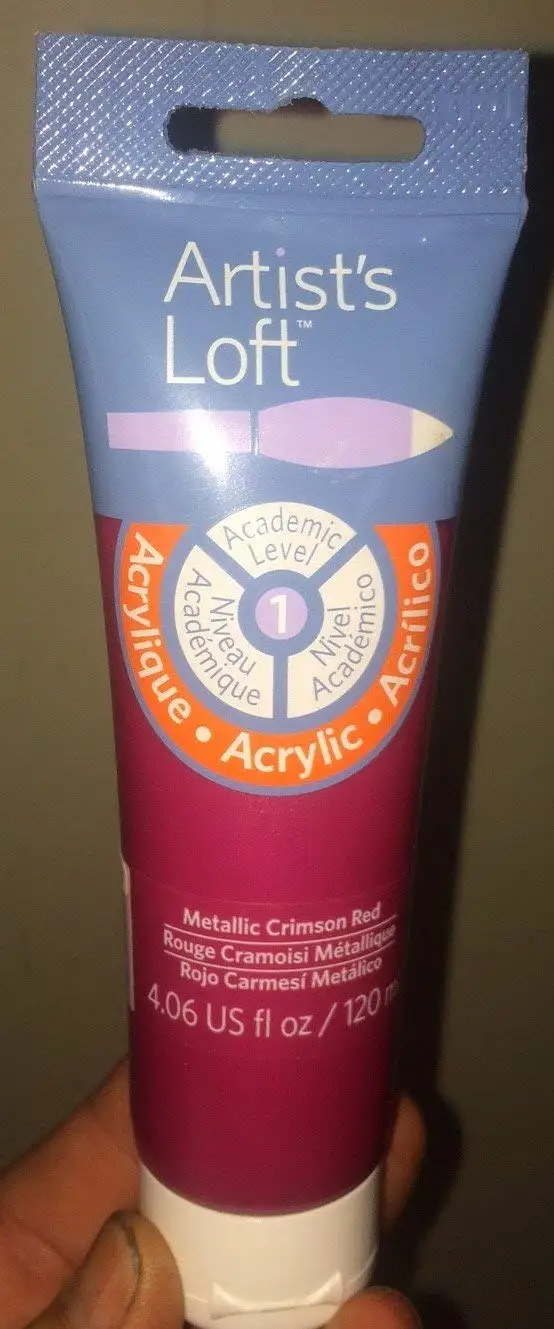 Artist's
Loft™
Academic
Level
Niveau
Académique
Nivel
Académico
1
Acrylique • Acrylic • Acrílico
Metallic Crimson Red
Rouge Cramoisi Métallique
Rojo Carmesí Metálico
4.06 US fl oz / 120